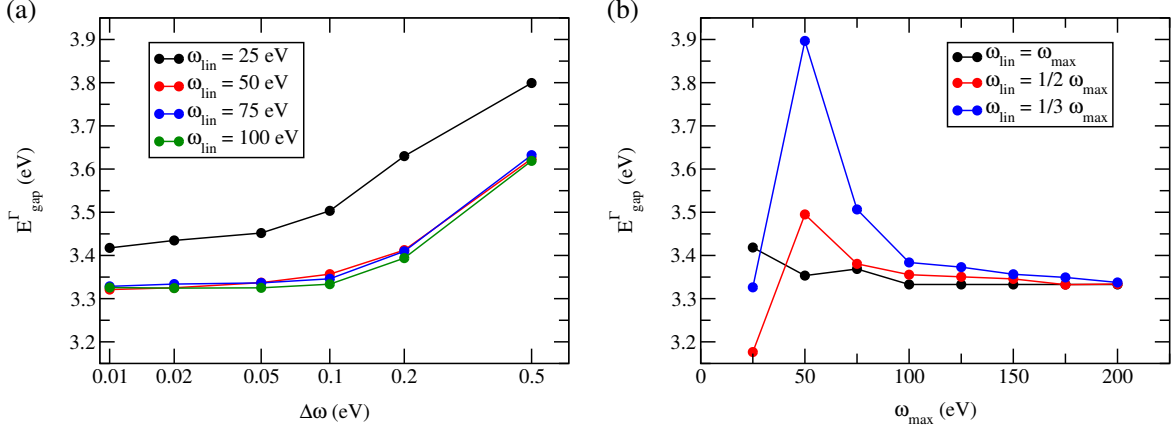 (a)
3.9
3.8
3.7
3.6
3.5
3.4
3.3
3.2
E^Γ_gap (eV)
ω_lin = 25 eV
ω_lin = 50 eV
ω_lin = 75 eV
ω_lin = 100 eV
0.01 0.02 0.05 0.1 0.2 0.5
Δω (eV)
(b)
3.9
3.8
3.7
3.6
3.5
3.4
3.3
3.2
E^Γ_gap (eV)
ω_lin = ω_max
ω_lin = 1/2 ω_max
ω_lin = 1/3 ω_max
0 50 100 150 200
ω_max (eV)